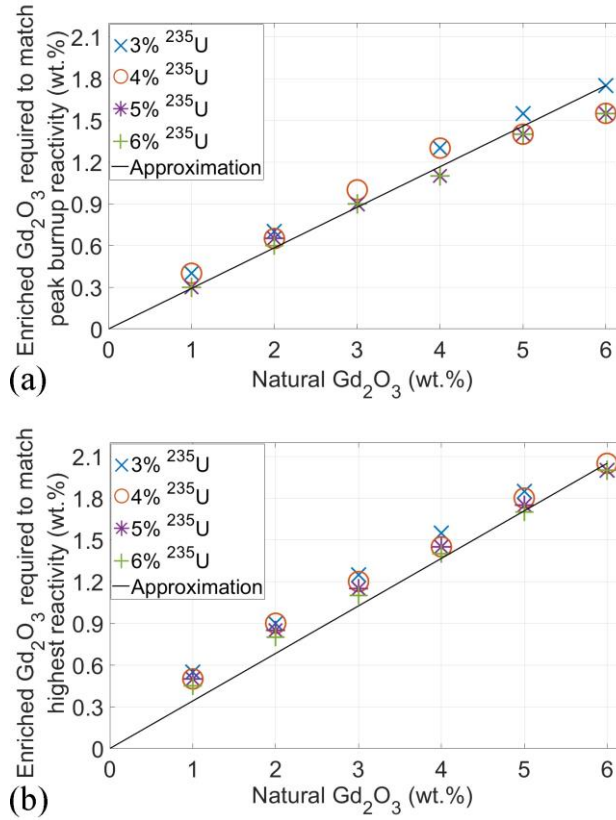 Enriched Gd₂O₃ required to match
peak burnup reactivity (wt.%)
2.1
1.8
1.5
1.2
0.9
0.6
0.3
0
3% ²³⁵U
4% ²³⁵U
5% ²³⁵U
6% ²³⁵U
Approximation
0 1 2 3 4 5 6
Natural Gd₂O₃ (wt.%)
(a)
Enriched Gd₂O₃ required to match
highest reactivity (wt.%)
2.1
1.8
1.5
1.2
0.9
0.6
0.3
0
3% ²³⁵U
4% ²³⁵U
5% ²³⁵U
6% ²³⁵U
Approximation
0 1 2 3 4 5 6
Natural Gd₂O₃ (wt.%)
(b)